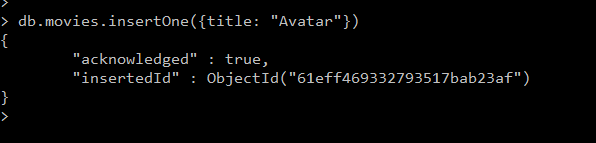 >
> db.movies.insertOne({title: "Avatar"})
{
        "acknowledged" : true,
        "insertedId" : ObjectId("61eff469332793517bab23af")
}
>